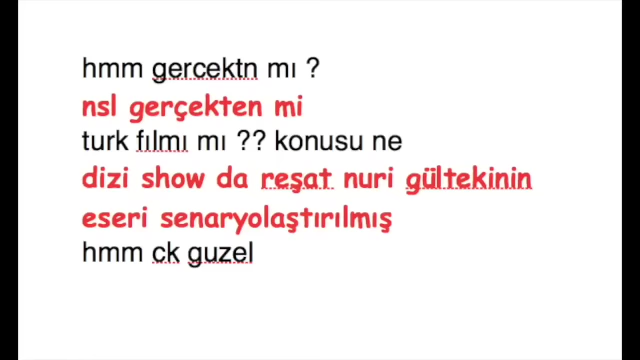 hmm gercektn mı ?
nsl gerçekten mi
turk fılmı mı ?? konusu ne
dizi show da reşat nuri gültekinin
eseri senaryolaştırılmış
hmm ck guzel